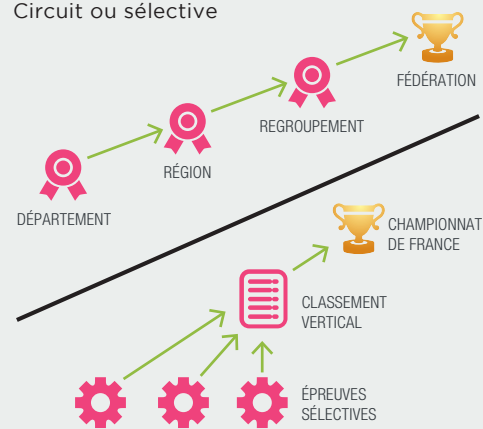 Circuit ou sélective
FÉDÉRATION
REGROUPEMENT
RÉGION
DÉPARTEMENT
CHAMPIONNAT
DE FRANCE
CLASSEMENT
VERTICAL
ÉPREUVES
SÉLECTIVES